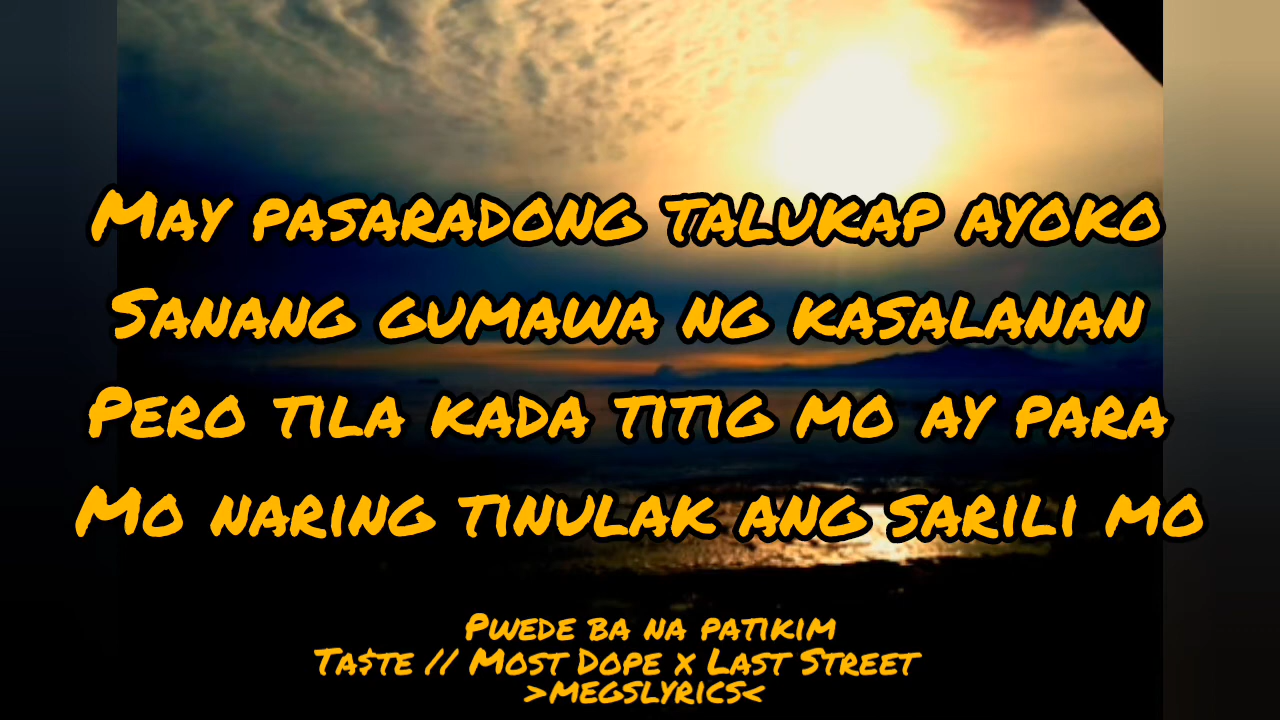 May pasaradong talukap ayoko
Sanang gumawa ng kasalanan
Pero tila kada titig mo ay para
Mo naring tinulak ang sarili mo
Pwede ba na patikim
Ta$te // Most Dope x Last Street
>megslyrics<